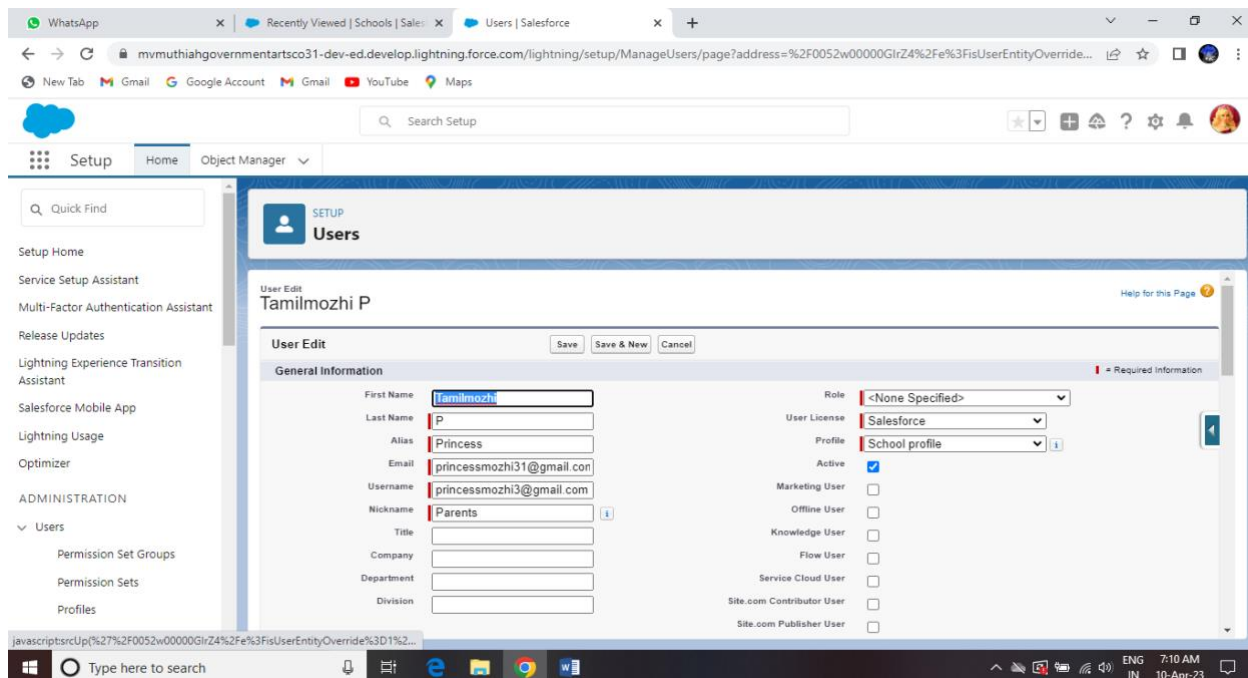 WhatsApp
Recently Viewed | Schools | Sales
Users | Salesforce
mvmuthiahgovernmentartsco31-dev-ed.develop.lightning.force.com/lightning/setup/ManageUsers/page?address=%2F0052w00000GIrZ4%2Fe%3FisUserEntityOverride...
New Tab Gmail Google Account Gmail YouTube Maps
Search Setup
Setup Home Object Manager
Quick Find
SETUP
Users
Setup Home
Service Setup Assistant
Multi-Factor Authentication Assistant
Release Updates
Lightning Experience Transition
Assistant
Salesforce Mobile App
Lightning Usage
Optimizer
ADMINISTRATION
Users
Permission Set Groups
Permission Sets
Profiles
User Edit
Tamilmozhi P
Help for this Page
User Edit Save Save & New Cancel
General Information = Required Information
First Name Tamilmozhi
Last Name P
Alias Princess
Email princessmozhi31@gmail.con
Username princessmozhi3@gmail.com
Nickname Parents
Title
Company
Department
Division
Role <None Specified>
User License Salesforce
Profile School profile
Active
Marketing User
Offline User
Knowledge User
Flow User
Service Cloud User
Site.com Contributor User
Site.com Publisher User
javascript:srcUp(%27%2F0052w00000GIrZ4%2Fe%3FisUserEntityOverride%3D1%2...
Type here to search
ENG
IN
7:10 AM
10-Apr-23